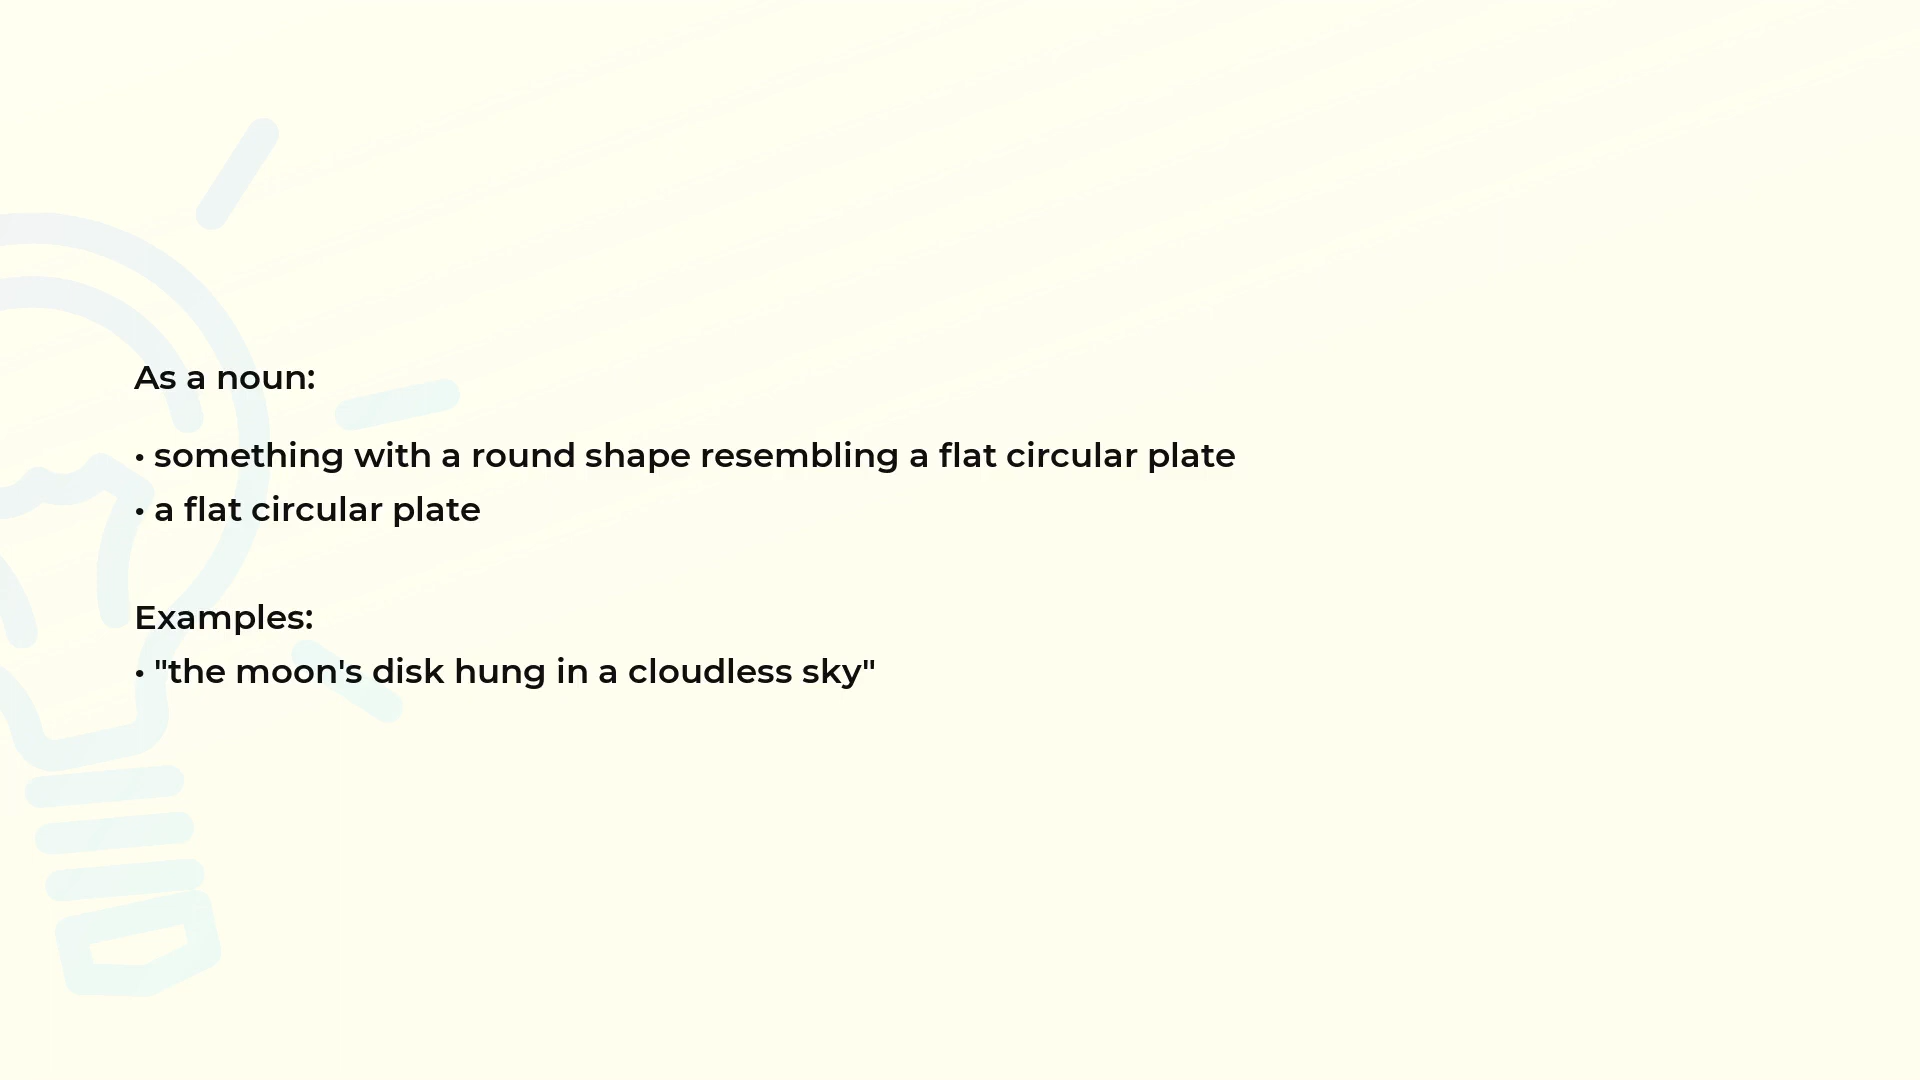 As a noun:
• something with a round shape resembling a flat circular plate
• a flat circular plate
Examples:
• "the moon's disk hung in a cloudless sky"